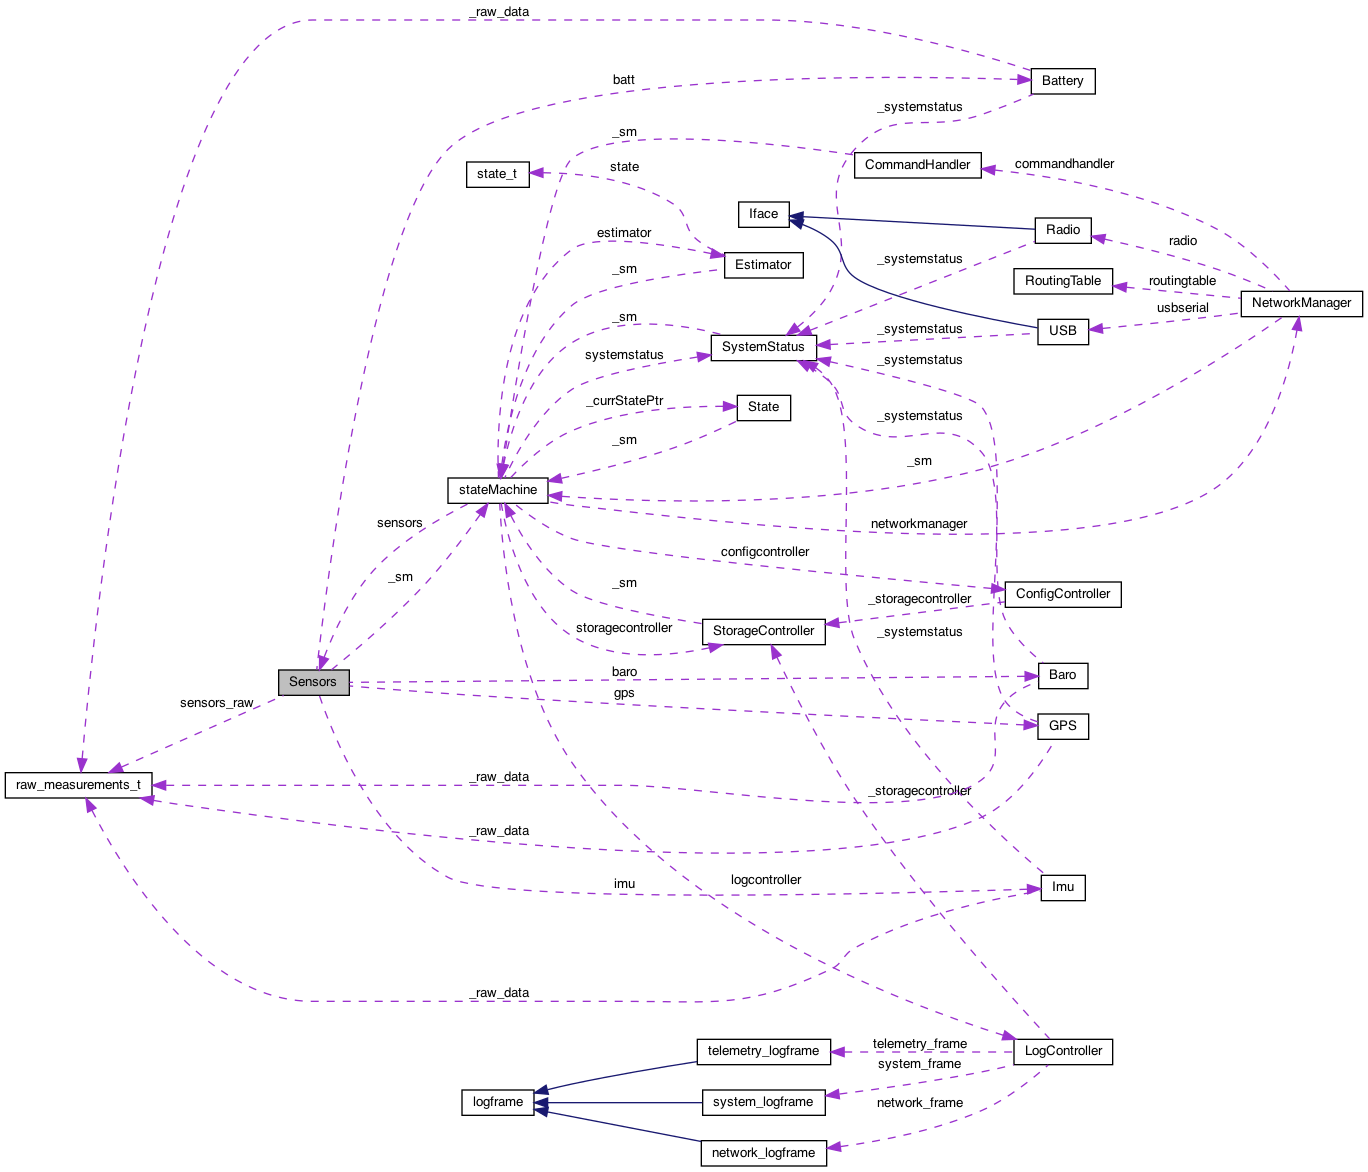 _raw_data
batt
Battery
_systemstatus
_sm
CommandHandler
commandhandler
state_t
state
Iface
Radio
radio
estimator
Estimator
_sm
_systemstatus
RoutingTable
routingtable
NetworkManager
usbserial
_sm
_systemstatus
USB
SystemStatus
systemstatus
_systemstatus
_currStatePtr
State
_systemstatus
_sm
_sm
stateMachine
sensors
networkmanager
configcontroller
_sm
_sm
ConfigController
_storagecontroller
storagecontroller
StorageController
_systemstatus
Sensors
baro
Baro
gps
sensors_raw
GPS
raw_measurements_t
_raw_data
_storagecontroller
_raw_data
imu
logcontroller
Imu
_raw_data
telemetry_logframe
telemetry_frame
LogController
system_frame
logframe
system_logframe
network_frame
network_logframe